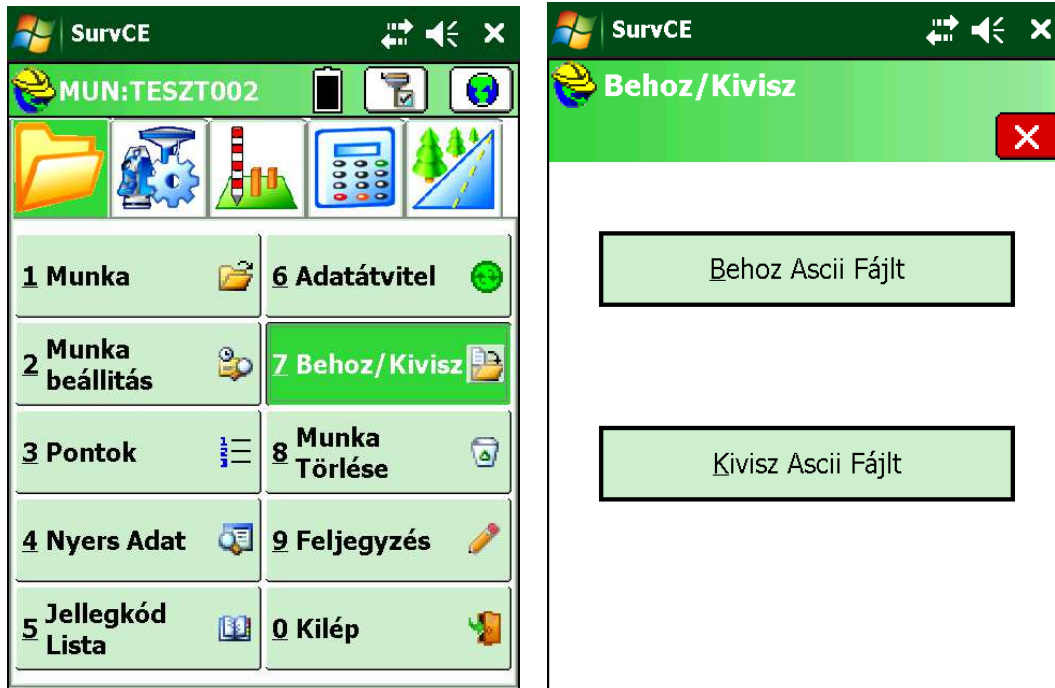 SurvCE
MUN:TESZT002
1 Munka
6 Adatátvitel
2 Munka
beállitás
7 Behoz/Kivisz
3 Pontok
8 Munka
Törlése
4 Nyers Adat
9 Feljegyzés
5 Jellegkód
Lista
0 Kilép
SurvCE
Behoz/Kivisz
Behoz Ascii Fájlt
Kivisz Ascii Fájlt